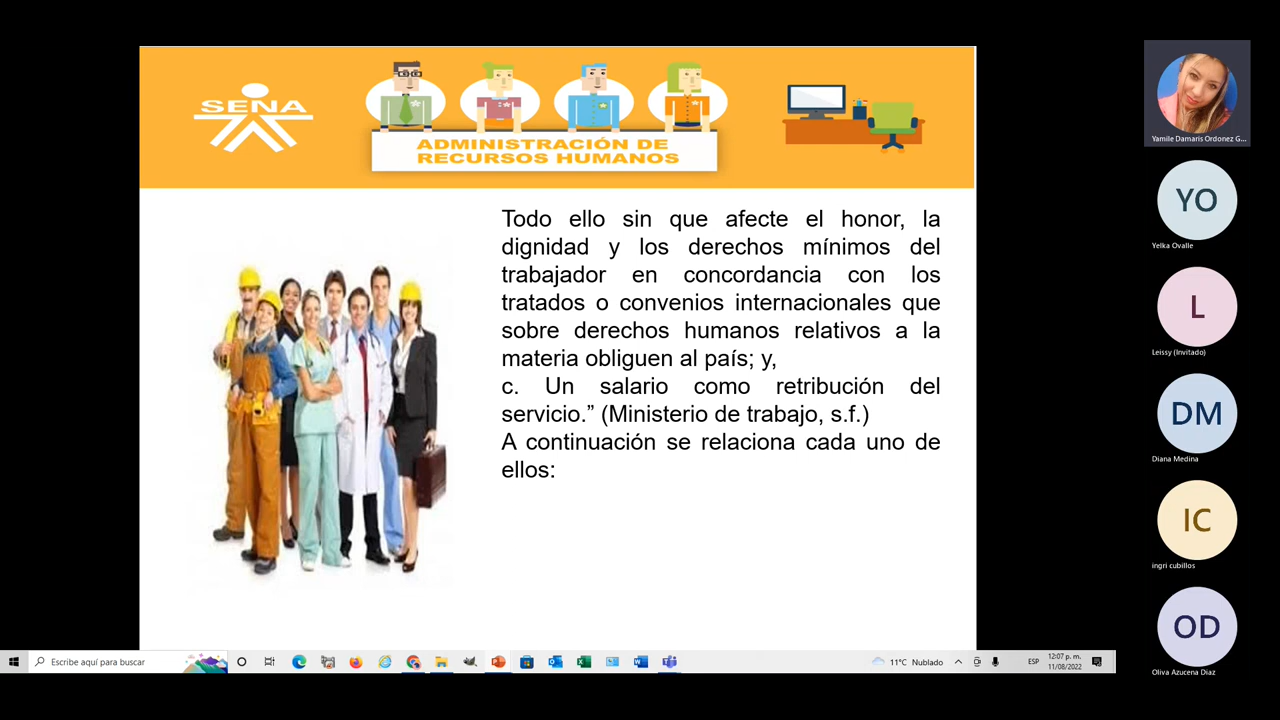 SENA
ADMINISTRACIÓN DE
RECURSOS HUMANOS
Todo ello sin que afecte el honor, la
dignidad y los derechos mínimos del
trabajador en concordancia con los
tratados o convenios internacionales que
sobre derechos humanos relativos a la
materia obliguen al país; y,
c. Un salario como retribución del
servicio.” (Ministerio de trabajo, s.f.)
A continuación se relaciona cada uno de
ellos:
Yamile Damaris Ordonez G...
YO
Yelka Ovalle
L
Leissy (Invitado)
DM
Diana Medina
IC
ingri cubillos
OD
Oliva Azucena Diaz
Escribe aquí para buscar
11°C Nublado
ESP
12:07 p. m.
11/08/2022